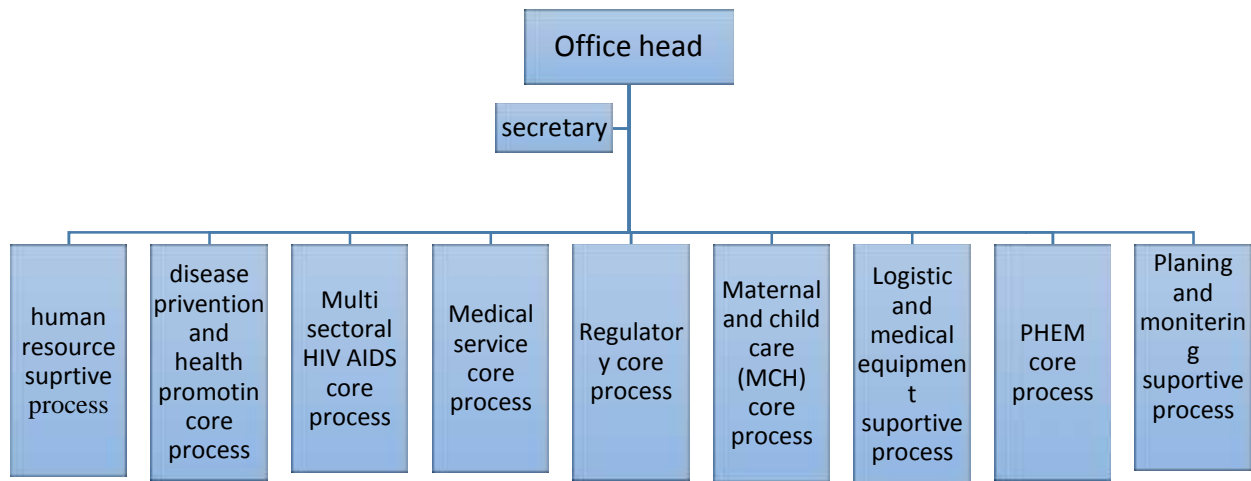 Office head
secretary
human
resource
suprtive
process
disease
privention
and
health
promotin
core
process
Multi
sectoral
HIV AIDS
core
process
Medical
service
core
process
Regulator
y core
process
Maternal
and child
care
(MCH)
core
process
Logistic
and
medical
equipmen
t
suportive
process
PHEM
core
process
Planing
and
moniterin
g
suportive
process